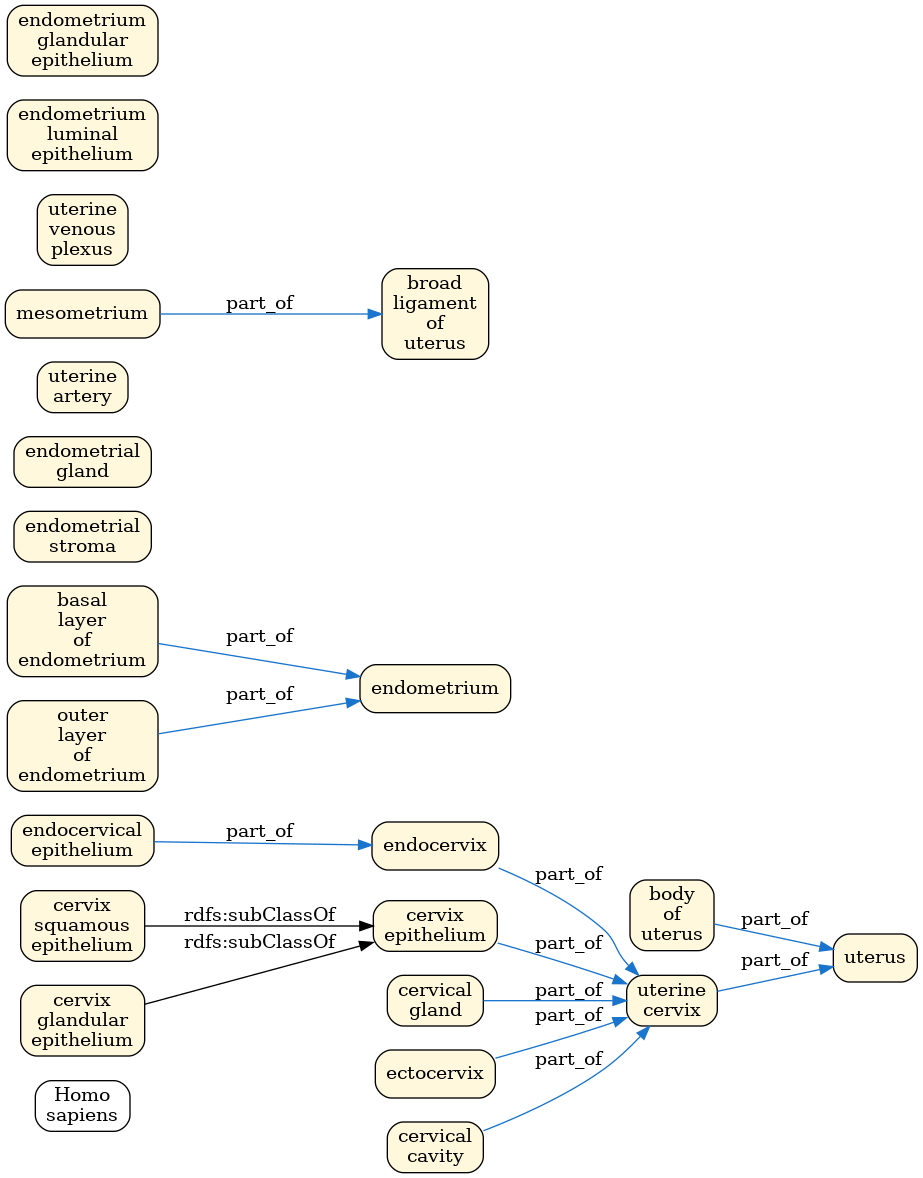 endometrium
glandular
epithelium
endometrium
luminal
epithelium
uterine
venous
plexus
mesometrium
part_of
broad
ligament
of
uterus
uterine
artery
endometrial
gland
endometrial
stroma
basal
layer
of
endometrium
part_of
outer
layer
of
endometrium
part_of
endometrium
endocervical
epithelium
part_of
endocervix
part_of
cervix
squamous
epithelium
rdfs:subClassOf
cervix
glandular
epithelium
rdfs:subClassOf
cervix
epithelium
part_of
cervical
gland
part_of
ectocervix
part_of
cervical
cavity
part_of
body
of
uterus
part_of
uterine
cervix
part_of
uterus
Homo
sapiens